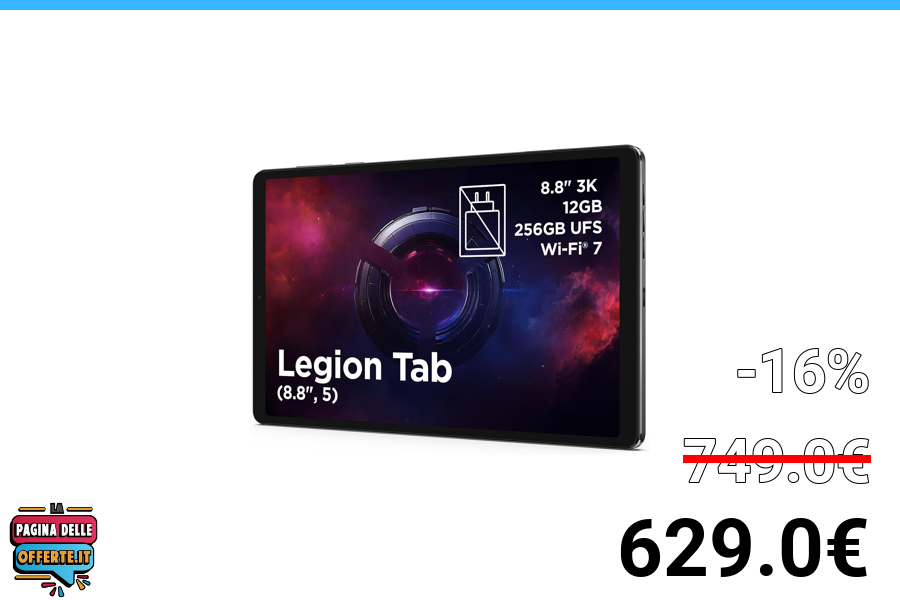 8.8" 3K
12GB
256GB UFS
Wi-Fi® 7
Legion Tab
(8.8", 5)
-16%
749.0€
629.0€
LA
PAGINA DELLE
OFFERTE.IT